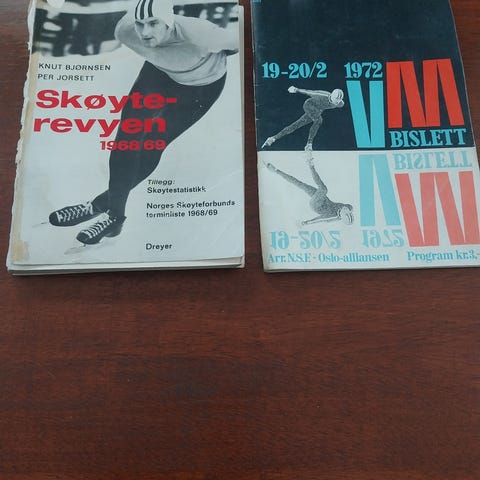 KNUT BJØRNSEN
PER JORSETT
Skøyte-
revyen
1968/69
Tillegg:
Skøytestatistikk
Norges Skøyteforbunds
terminliste 1968/69
Dreyer
19-20/2 1972
VM
BISLETT
BISLETT
VM
19-20/2 1972
Arr. N.S.F - Oslo-alliansen Program kr.3,-